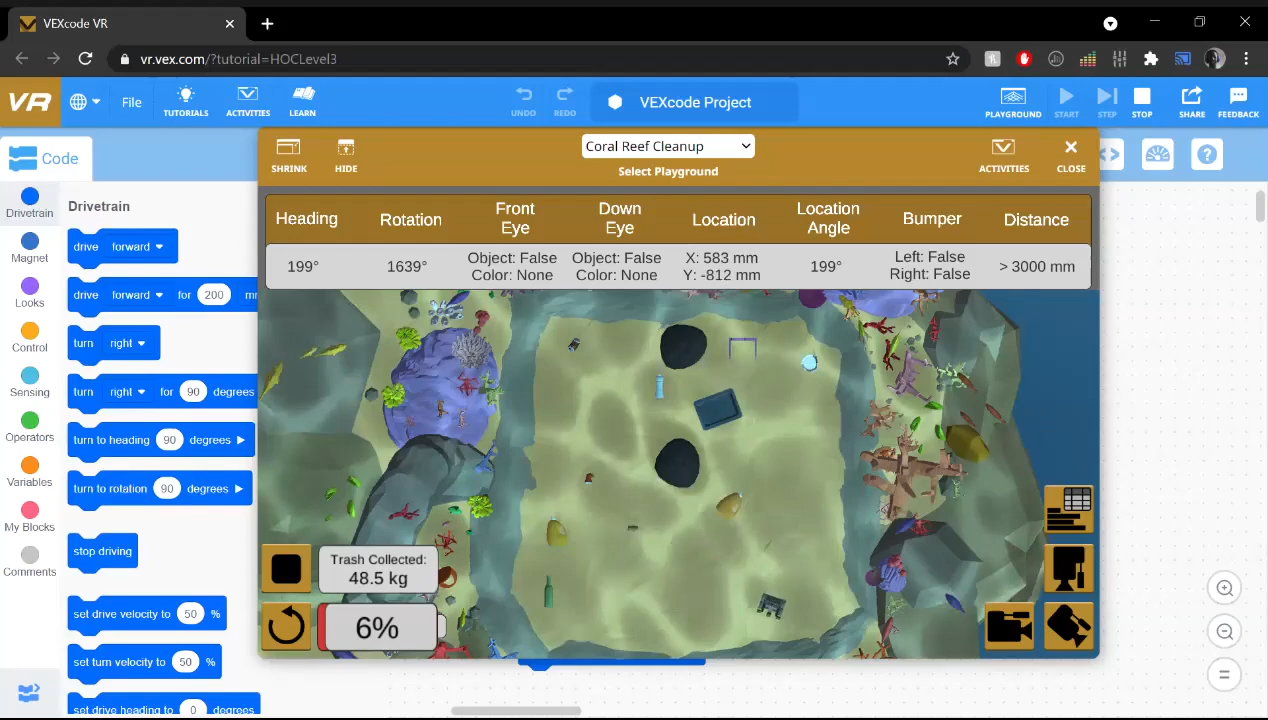 VEXcode VR
vr.vex.com/?tutorial=HOCLevel3
VR
File
TUTORIALS
ACTIVITIES
LEARN
UNDO
REDO
VEXcode Project
PLAYGROUND
START
STEP
STOP
SHARE
FEEDBACK
Code
SHRINK
HIDE
Coral Reef Cleanup
Select Playground
ACTIVITIES
CLOSE
Heading Rotation Front Eye Down Eye Location Location Angle Bumper Distance
199° 1639° Object: False Color: None Object: False Color: None X: 583 mm Y: -812 mm 199° Left: False Right: False > 3000 mm
Drivetrain
Magnet
Looks
Control
Sensing
Operators
Variables
My Blocks
Comments
Drivetrain
drive forward
drive forward for 200 mr
turn right
turn right for 90 degrees
turn to heading 90 degrees
turn to rotation 90 degrees
stop driving
set drive velocity to 50 %
set turn velocity to 50 %
set drive heading to 0 degrees
Trash Collected:
48.5 kg
6%